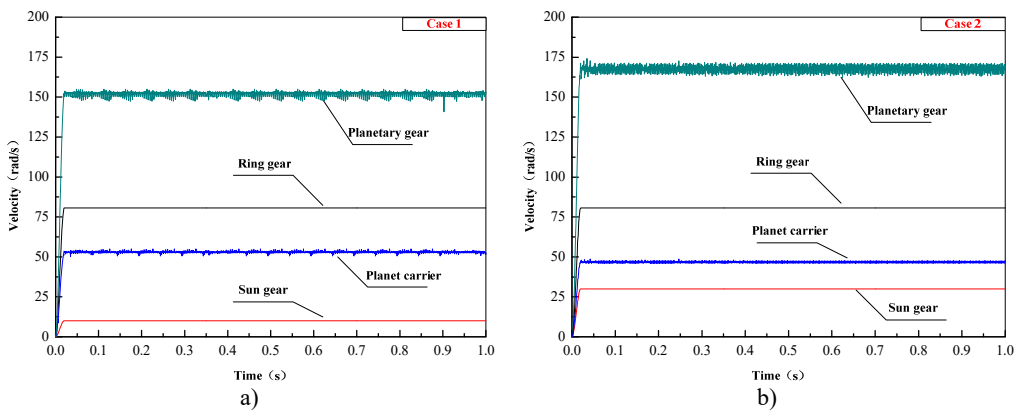 Case 1
200
175
150
125
100
75
50
25
0
Velocity（rad/s）
Planetary gear
Ring gear
Planet carrier
Sun gear
0.0 0.1 0.2 0.3 0.4 0.5 0.6 0.7 0.8 0.9 1.0
Time（s）
a)
Case 2
200
175
150
125
100
75
50
25
0
Velocity（rad/s）
Planetary gear
Ring gear
Planet carrier
Sun gear
0.0 0.1 0.2 0.3 0.4 0.5 0.6 0.7 0.8 0.9 1.0
Time（s）
b)